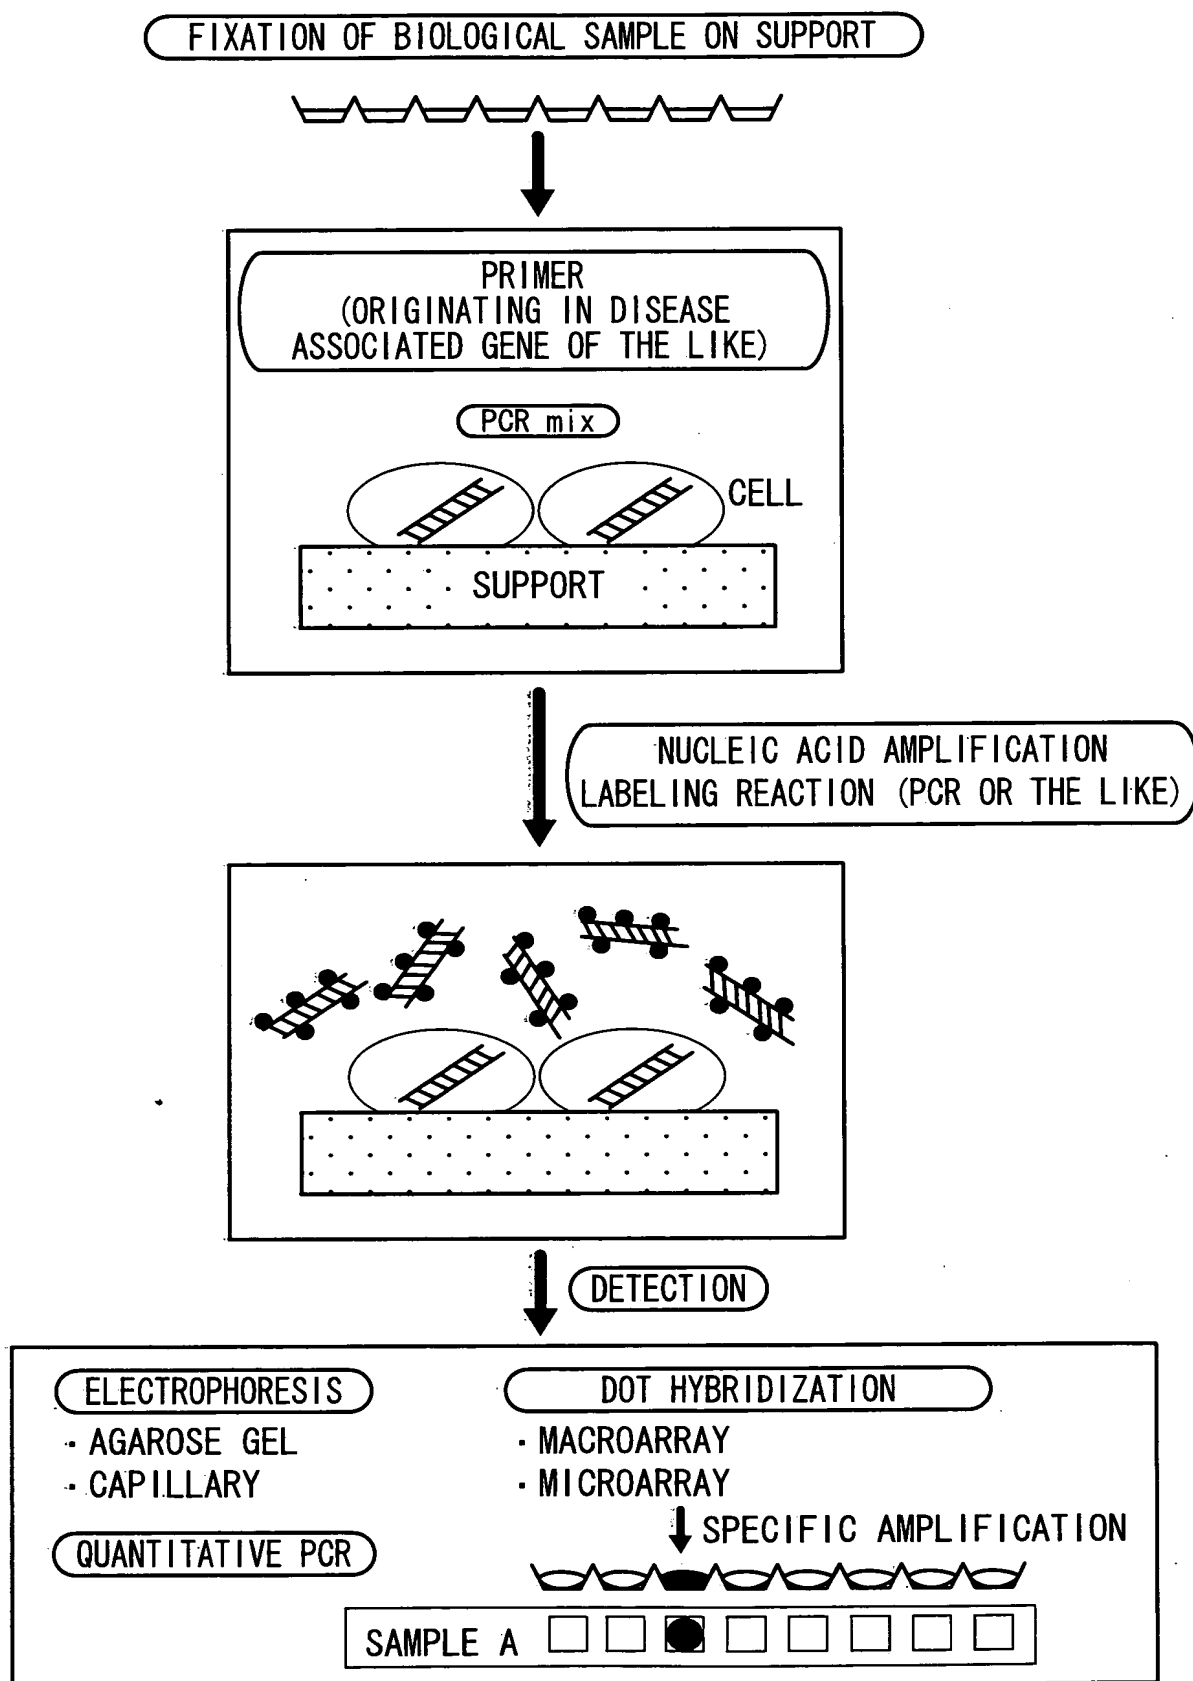 FIXATION OF BIOLOGICAL SAMPLE ON SUPPORT
PRIMER
(ORIGINATING IN DISEASE
ASSOCIATED GENE OF THE LIKE)
PCR mix
CELL
SUPPORT
NUCLEIC ACID AMPLIFICATION
LABELING REACTION (PCR OR THE LIKE)
DETECTION
ELECTROPHORESIS
· AGAROSE GEL
· CAPILLARY
QUANTITATIVE PCR
DOT HYBRIDIZATION
· MACROARRAY
· MICROARRAY
SPECIFIC AMPLIFICATION
SAMPLE A